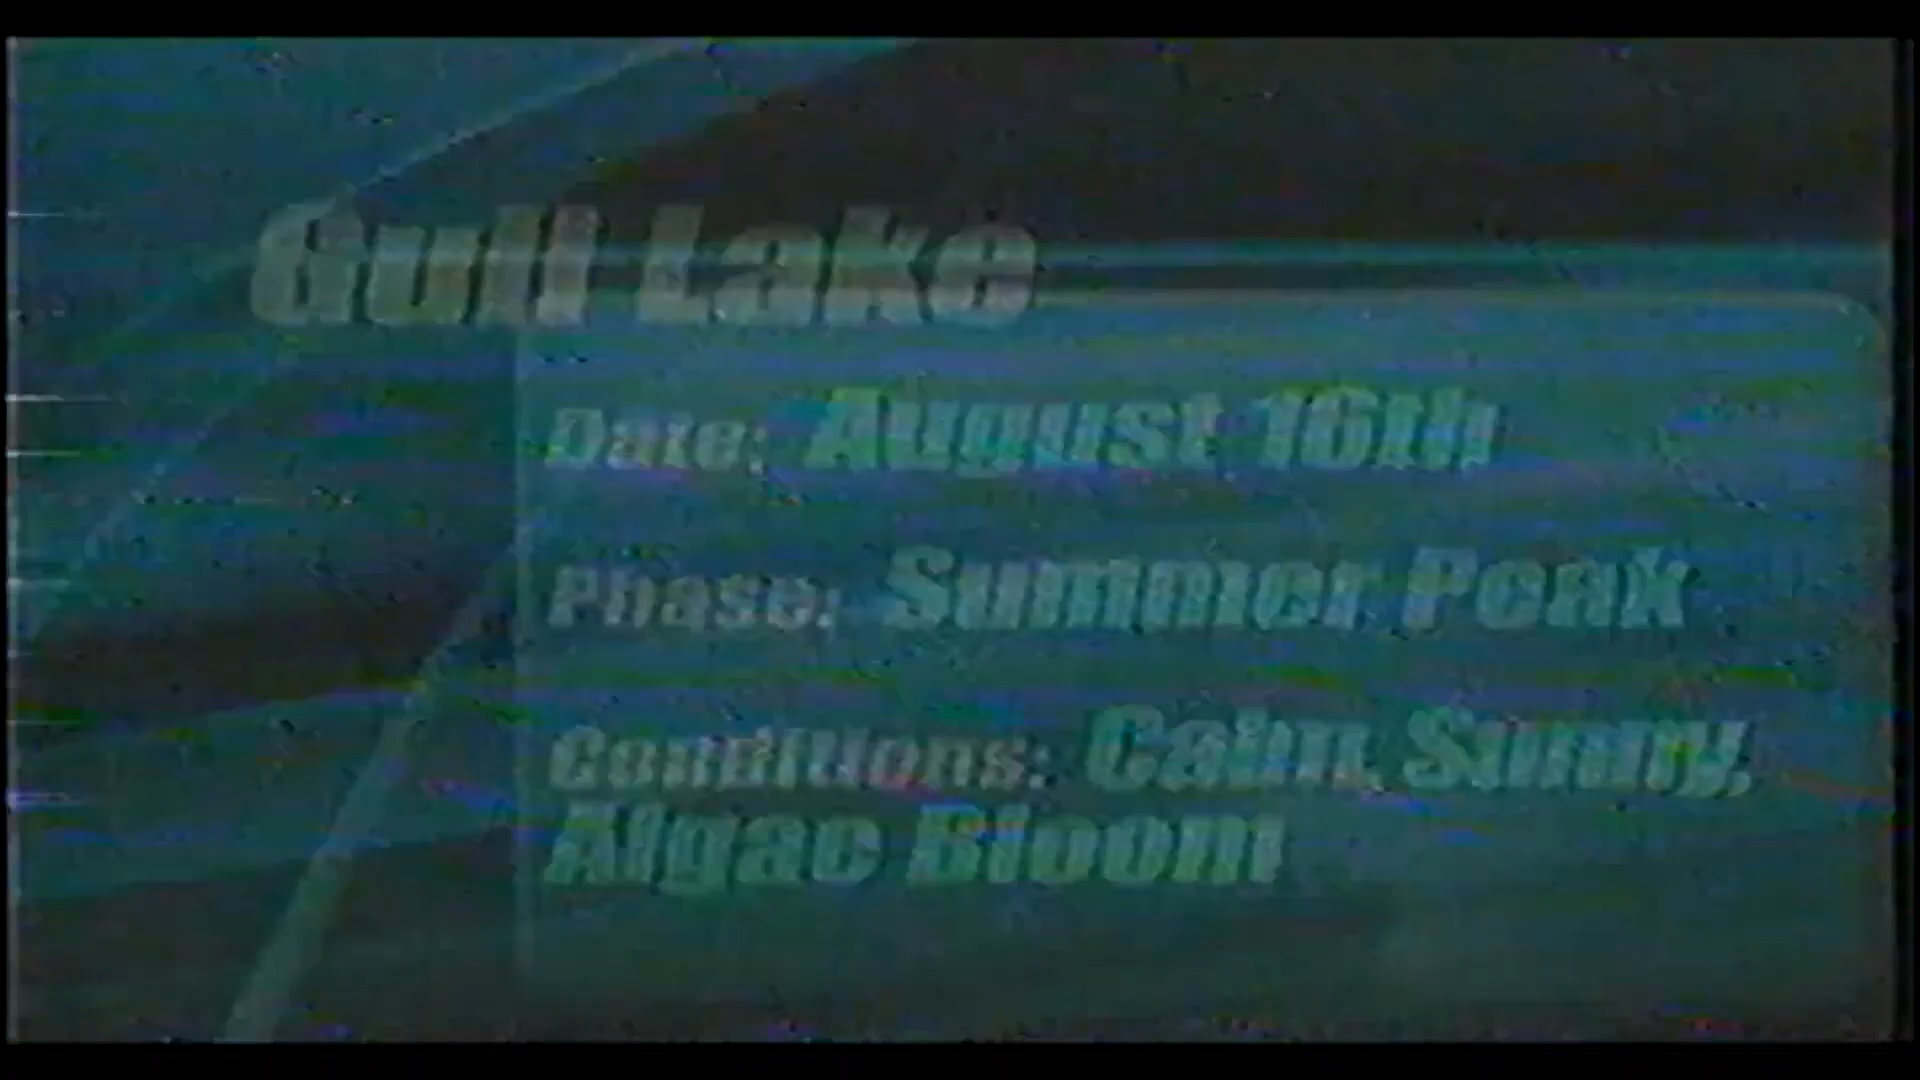 Gull Lake
Date: August 16th
Phase: Summer Peak
Conditions: Calm, Sunny,
Algae Bloom